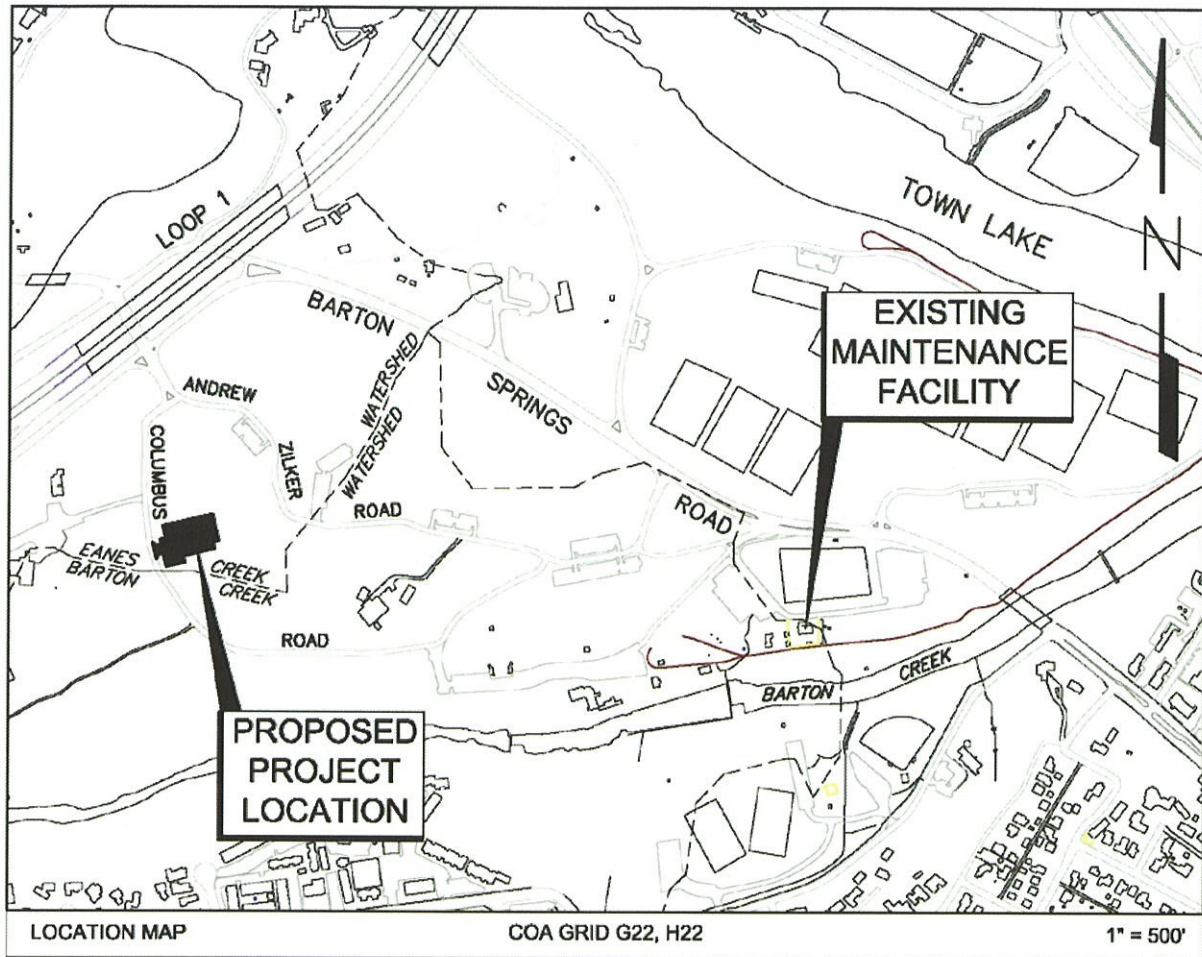 LOOP 1
TOWN LAKE
N
BARTON
SPRINGS
ROAD
EXISTING
MAINTENANCE
FACILITY
ANDREW
ZILKER
ROAD
WATERSHED
WATERSHED
COLUMBUS
EANES
CREEK
BARTON
CREEK
ROAD
BARTON
CREEK
PROPOSED
PROJECT
LOCATION
LOCATION MAP
COA GRID G22, H22
1" = 500'